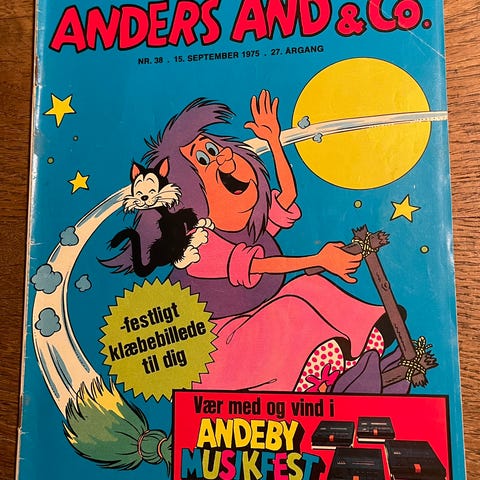 ANDERS AND & Co.
NR. 38 . 15. SEPTEMBER 1975 . 27. ÅRGANG
-festligt
klæbebillede
til dig
Vær med og vind i
ANDEBY
MUSIKFEST